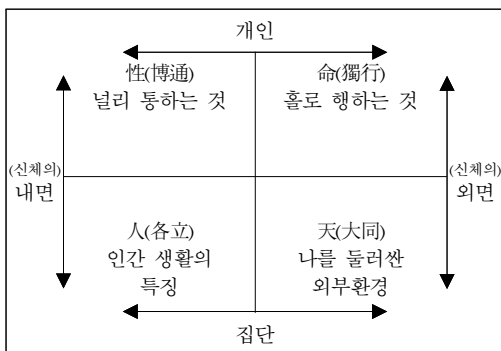 개인
性(博通)
널리 통하는 것
命(獨行)
홀로 행하는 것
(신체의)
내면
(신체의)
외면
人(各立)
인간 생활의
특징
天(大同)
나를 둘러싼
외부환경
집단